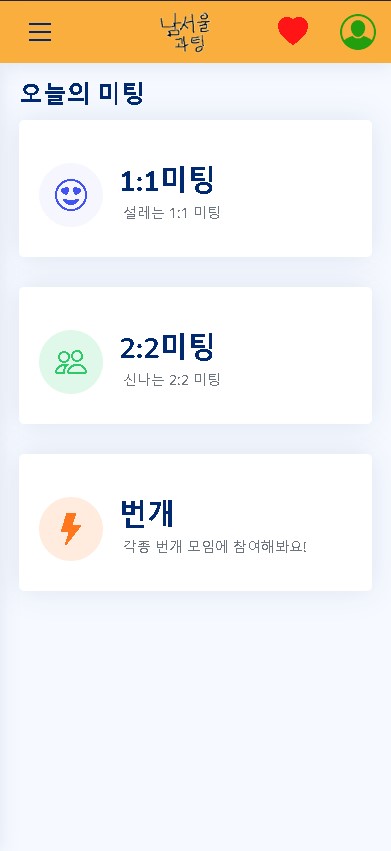 남서울
과팅
오늘의 미팅
1:1미팅
설레는 1:1 미팅
2:2미팅
신나는 2:2 미팅
번개
각종 번개 모임에 참여해봐요!